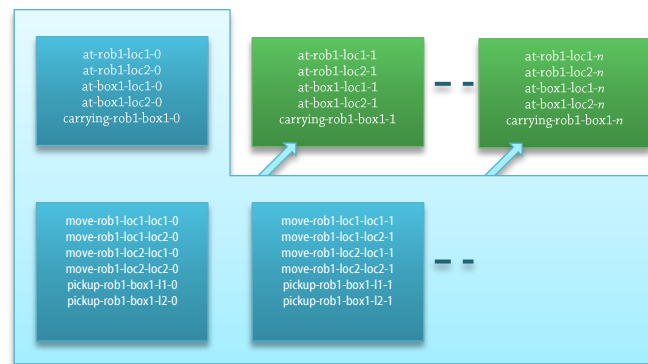 at-rob1-loc1-0
at-rob1-loc2-0
at-box1-loc1-0
at-box1-loc2-0
carrying-rob1-box1-0
at-rob1-loc1-1
at-rob1-loc2-1
at-box1-loc1-1
at-box1-loc2-1
carrying-rob1-box1-1
at-rob1-loc1-n
at-rob1-loc2-n
at-box1-loc1-n
at-box1-loc2-n
carrying-rob1-box1-n
move-rob1-loc1-loc1-0
move-rob1-loc1-loc2-0
move-rob1-loc2-loc1-0
move-rob1-loc2-loc2-0
pickup-rob1-box1-l1-0
pickup-rob1-box1-l2-0
move-rob1-loc1-loc1-1
move-rob1-loc1-loc2-1
move-rob1-loc2-loc1-1
move-rob1-loc2-loc2-1
pickup-rob1-box1-l1-1
pickup-rob1-box1-l2-1